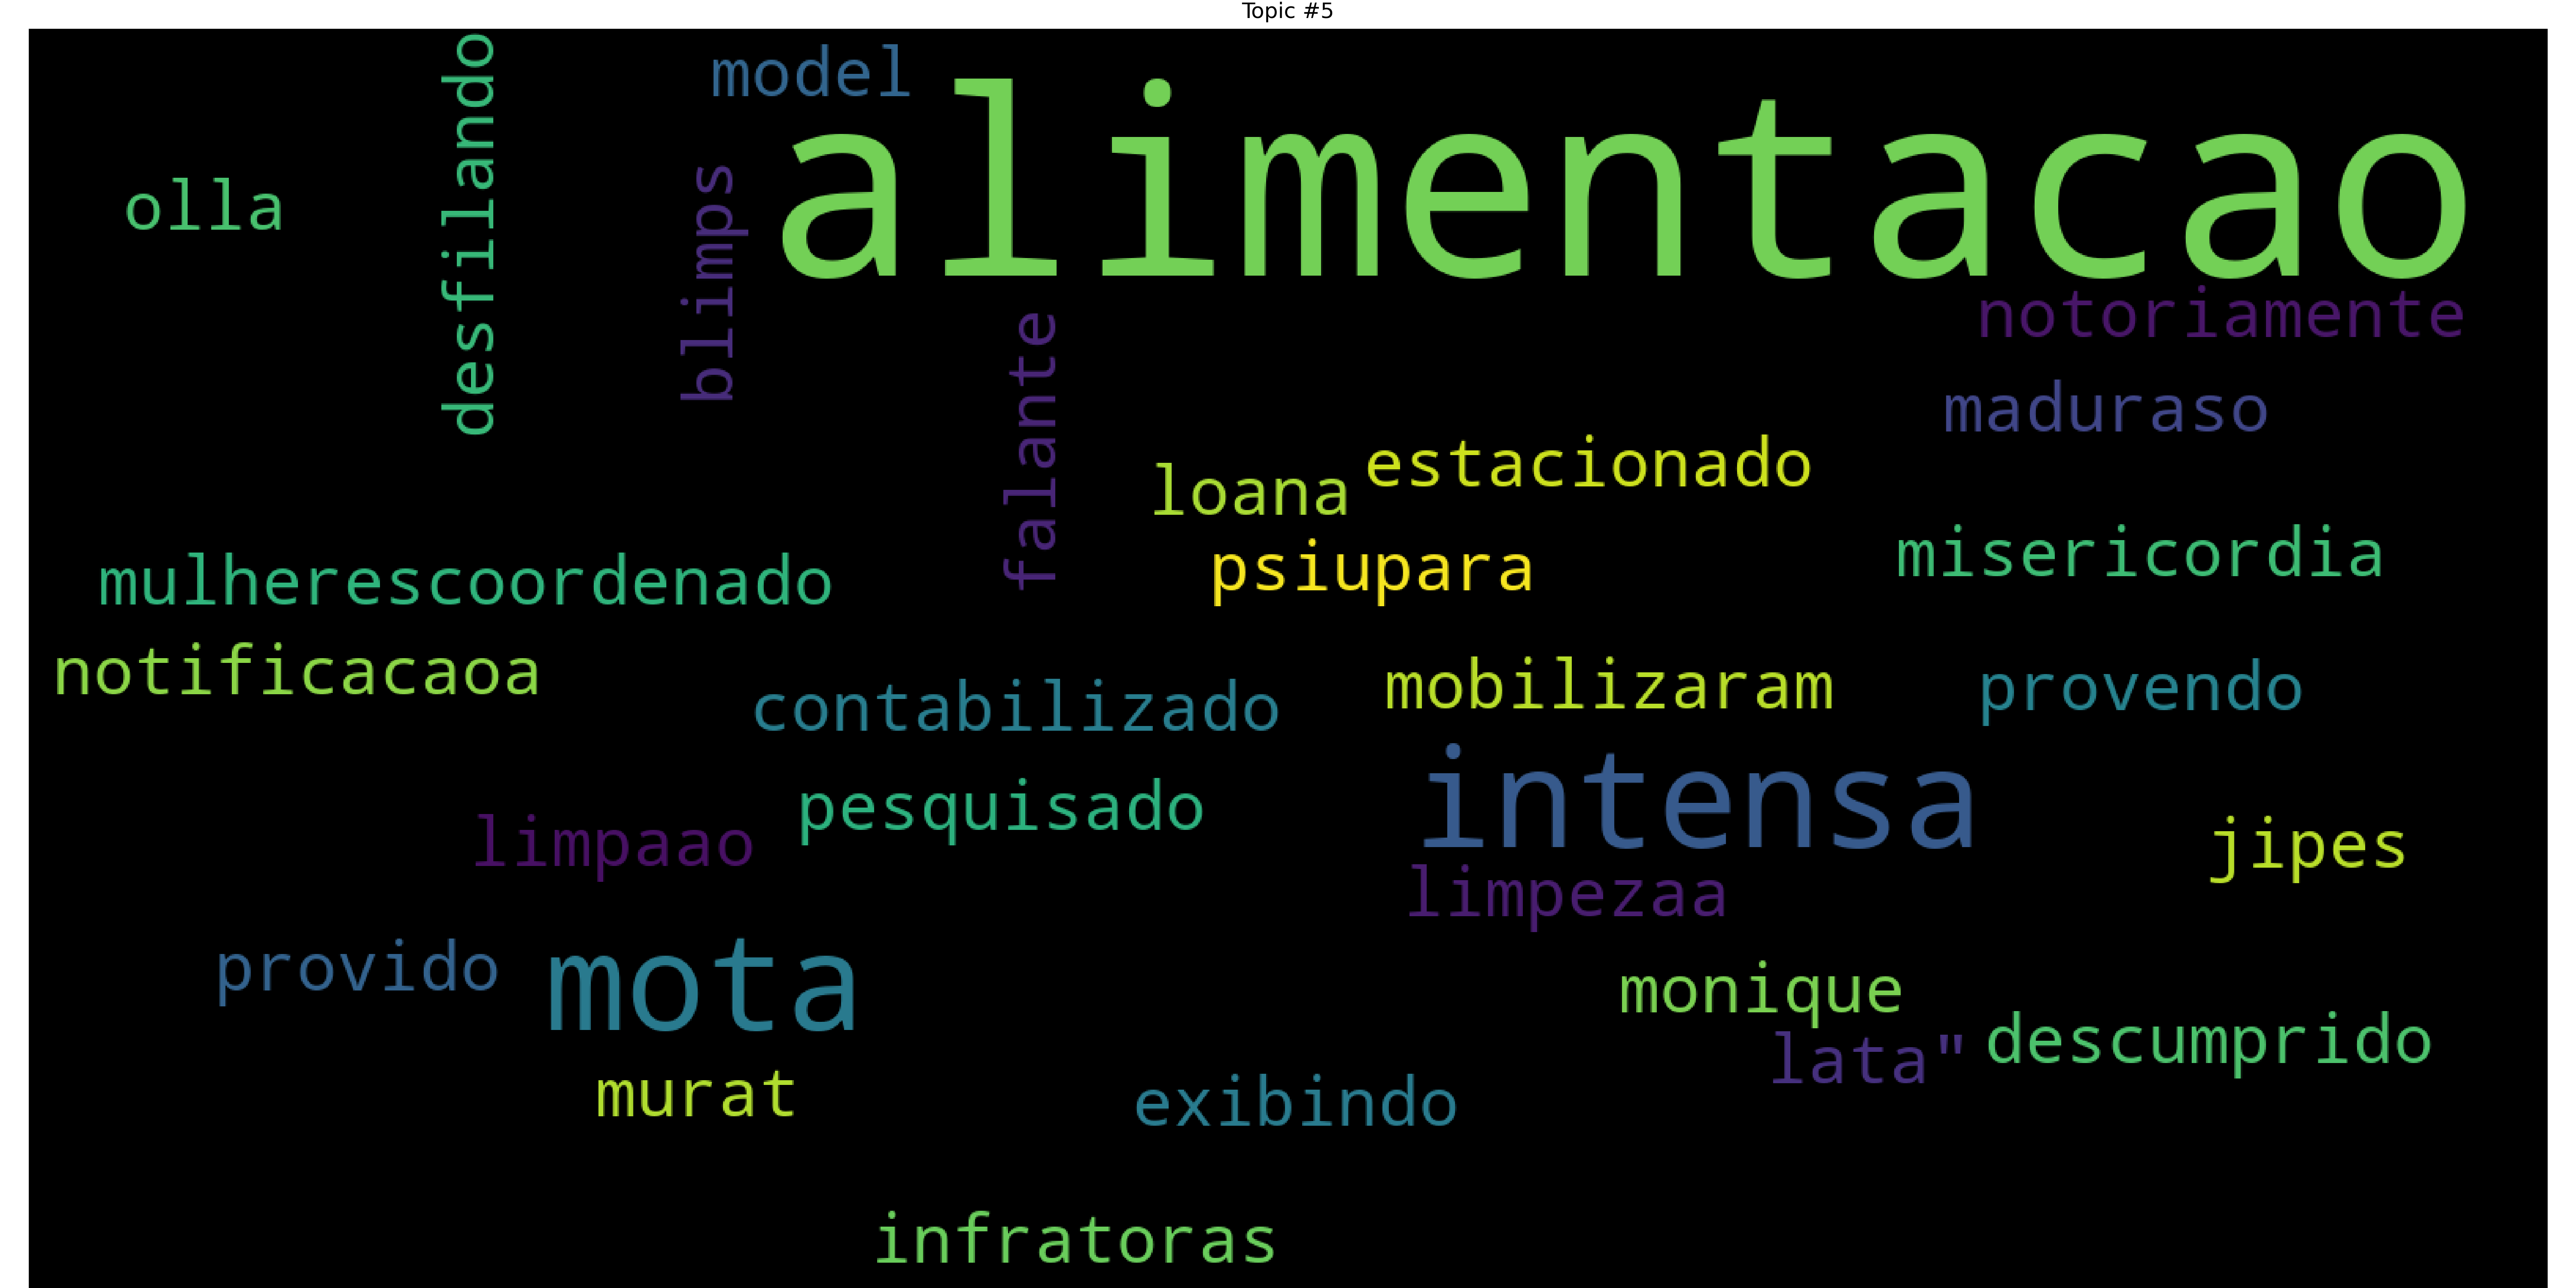 Topic #5
model
alimentacao
desfilando
olla
blimps
notoriamente
falante
maduraso
estacionado
loana
misericordia
psiupara
mulherescoordenado
notificacaoa
mobilizaram
provendo
contabilizado
intensa
pesquisado
limpaao
jipes
limpezaa
provido
mota
monique
descumprido
lata"
murat
exibindo
infratoras